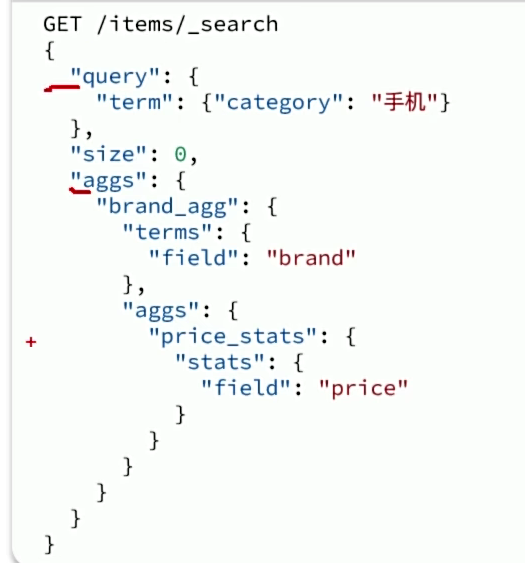 GET /items/_search
{
  "query": {
    "term": {"category": "手机"}
  },
  "size": 0,
  "aggs": {
    "brand_agg": {
      "terms": {
        "field": "brand"
      },
      "aggs": {
        "price_stats": {
          "stats": {
            "field": "price"
          }
        }
      }
    }
  }
}